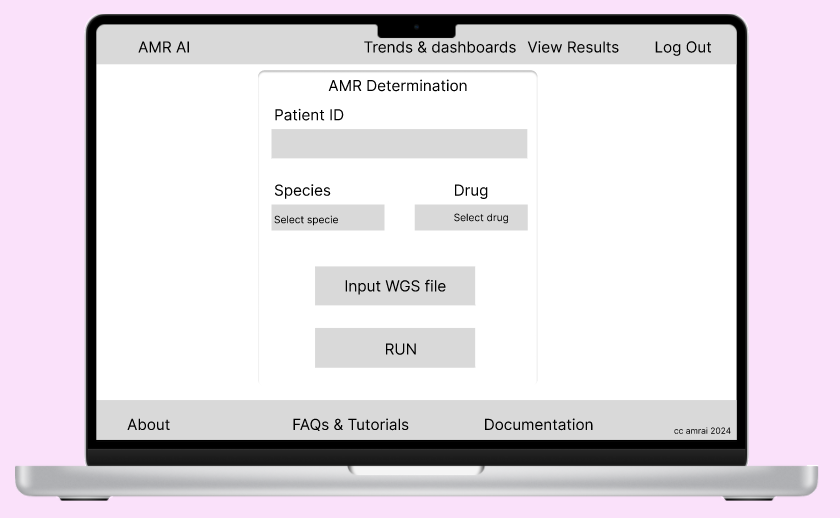 AMR AI
Trends & dashboards
View Results
Log Out
AMR Determination
Patient ID
Species
Drug
Select specie
Select drug
Input WGS file
RUN
About
FAQs & Tutorials
Documentation
cc amrai 2024